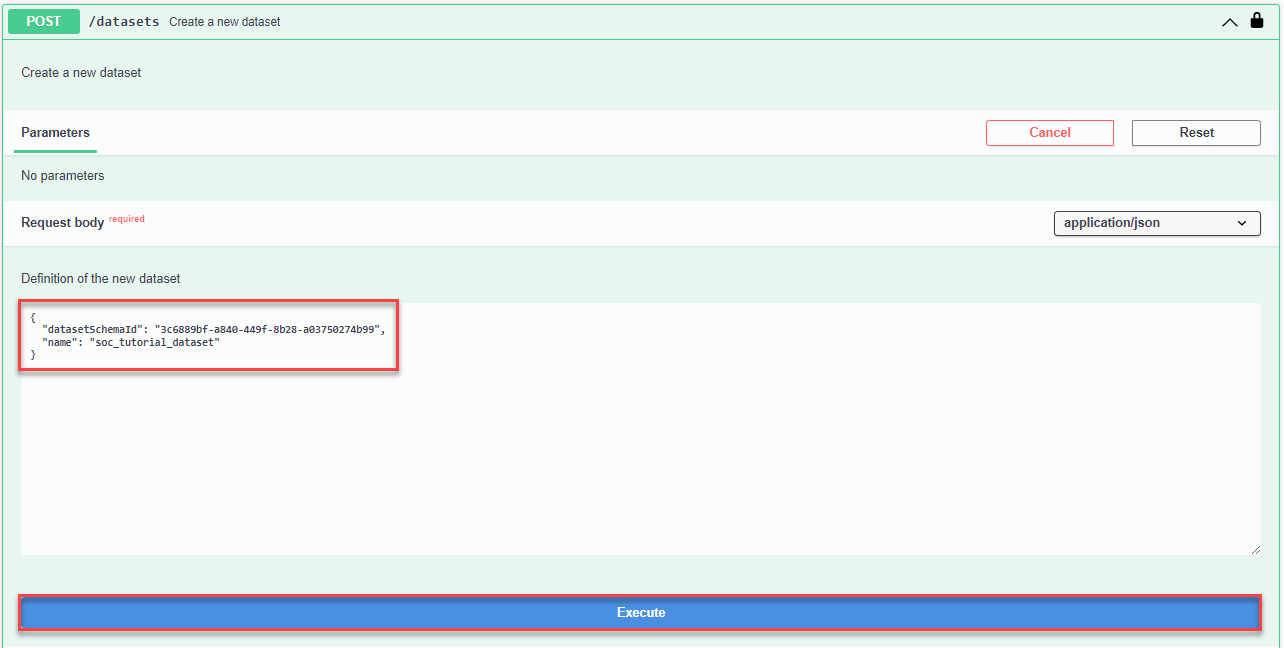 POST /datasets Create a new dataset
Create a new dataset
Parameters Cancel Reset
No parameters
Request body required application/json
Definition of the new dataset
{
  "datasetSchemaId": "3c6889bf-a840-449f-8b28-a03750274b99",
  "name": "soc_tutorial_dataset"
}
Execute